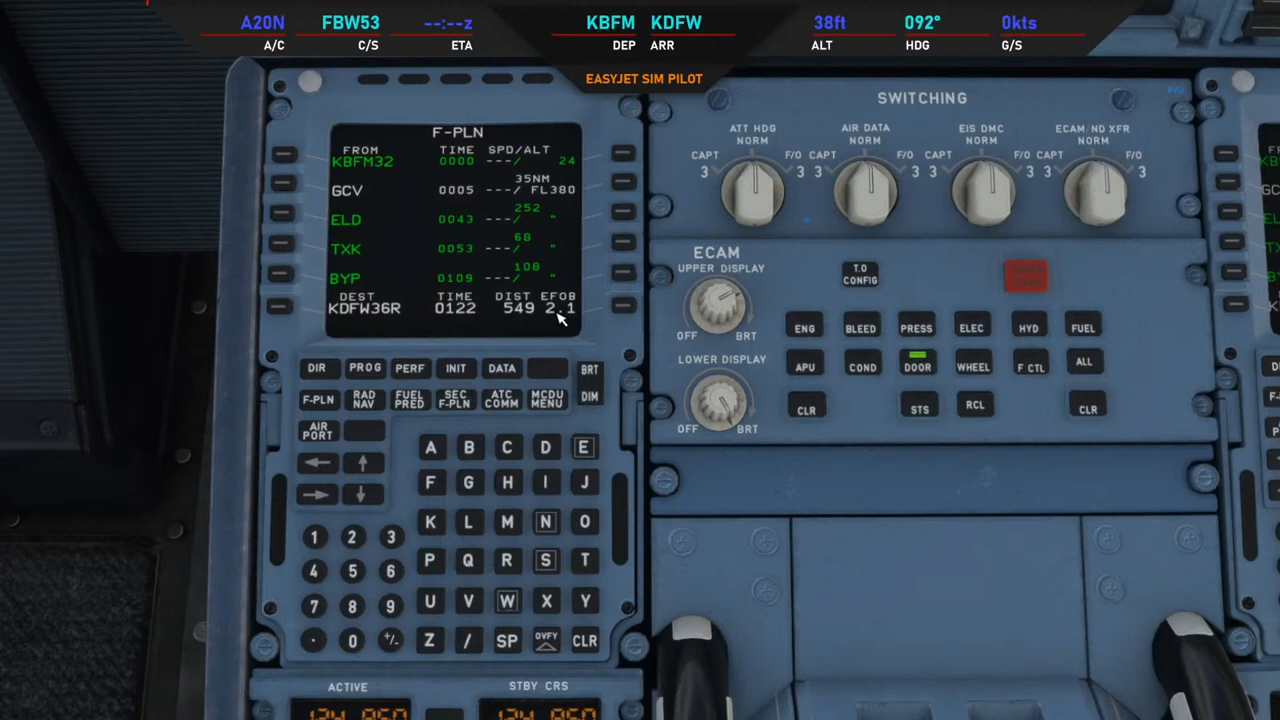 A20N FBW53 --:--z KBFM KDFW 38ft 092° 0kts
A/C C/S ETA DEP ARR ALT HDG G/S
EASYJET SIM PILOT
F-PLN
FROM TIME SPD/ALT
KBFM32 0000 ---/ 24
35NM
GCV 0005 ---/ FL380
252
ELD 0043 ---/ "
68
TXK 0053 ---/ "
108
BYP 0109 ---/ "
DEST TIME DIST EFOB
KDFW36R 0122 549 2.1
SWITCHING
ATT HDG AIR DATA EIS DMC ECAM/ND XFR
NORM NORM NORM NORM
CAPT F/O CAPT F/O CAPT F/O CAPT F/O
3 3 3 3 3 3 3 3
ECAM
UPPER DISPLAY
OFF BRT
LOWER DISPLAY
OFF BRT
T.O CONFIG
ENG BLEED PRESS ELEC HYD FUEL
APU COND DOOR WHEEL F CTL ALL
CLR STS RCL CLR
DIR PROG PERF INIT DATA BRT
F-PLN RAD NAV FUEL PRED SEC F-PLN ATC COMM MCDU MENU DIM
AIR PORT
← ↑
→ ↓
A B C D E
F G H I J
K L M N O
P Q R S T
U V W X Y
Z / SP OVFY CLR
1 2 3
4 5 6
7 8 9
. 0 +/-
ACTIVE STBY CRS